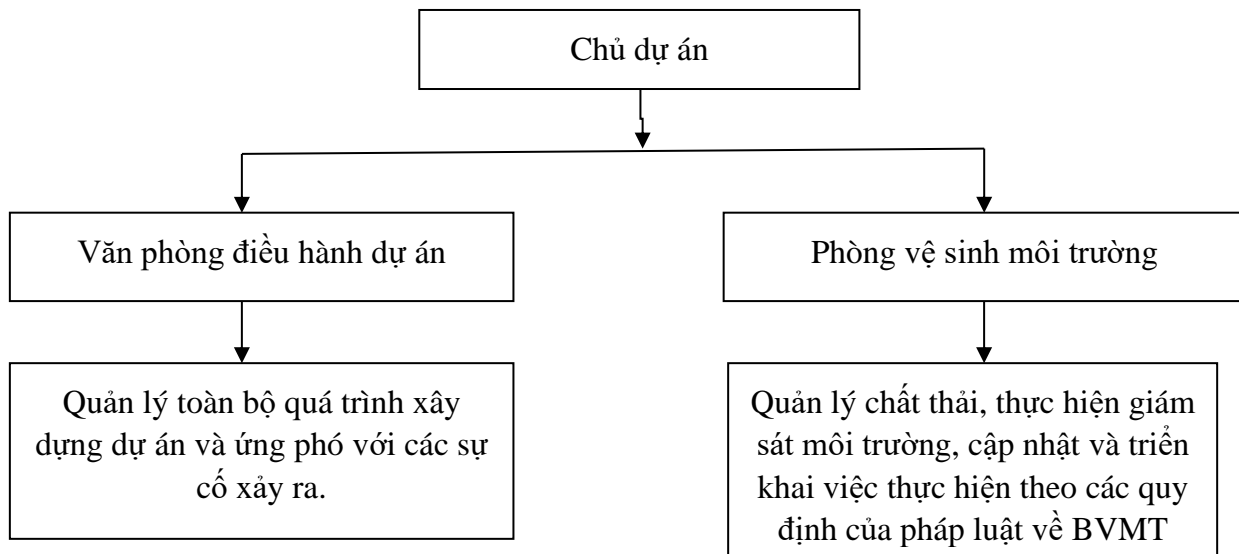 Chủ dự án
Văn phòng điều hành dự án
Phòng vệ sinh môi trường
Quản lý toàn bộ quá trình xây
dựng dự án và ứng phó với các sự
cố xảy ra.
Quản lý chất thải, thực hiện giám
sát môi trường, cập nhật và triển
khai việc thực hiện theo các quy
định của pháp luật về BVMT